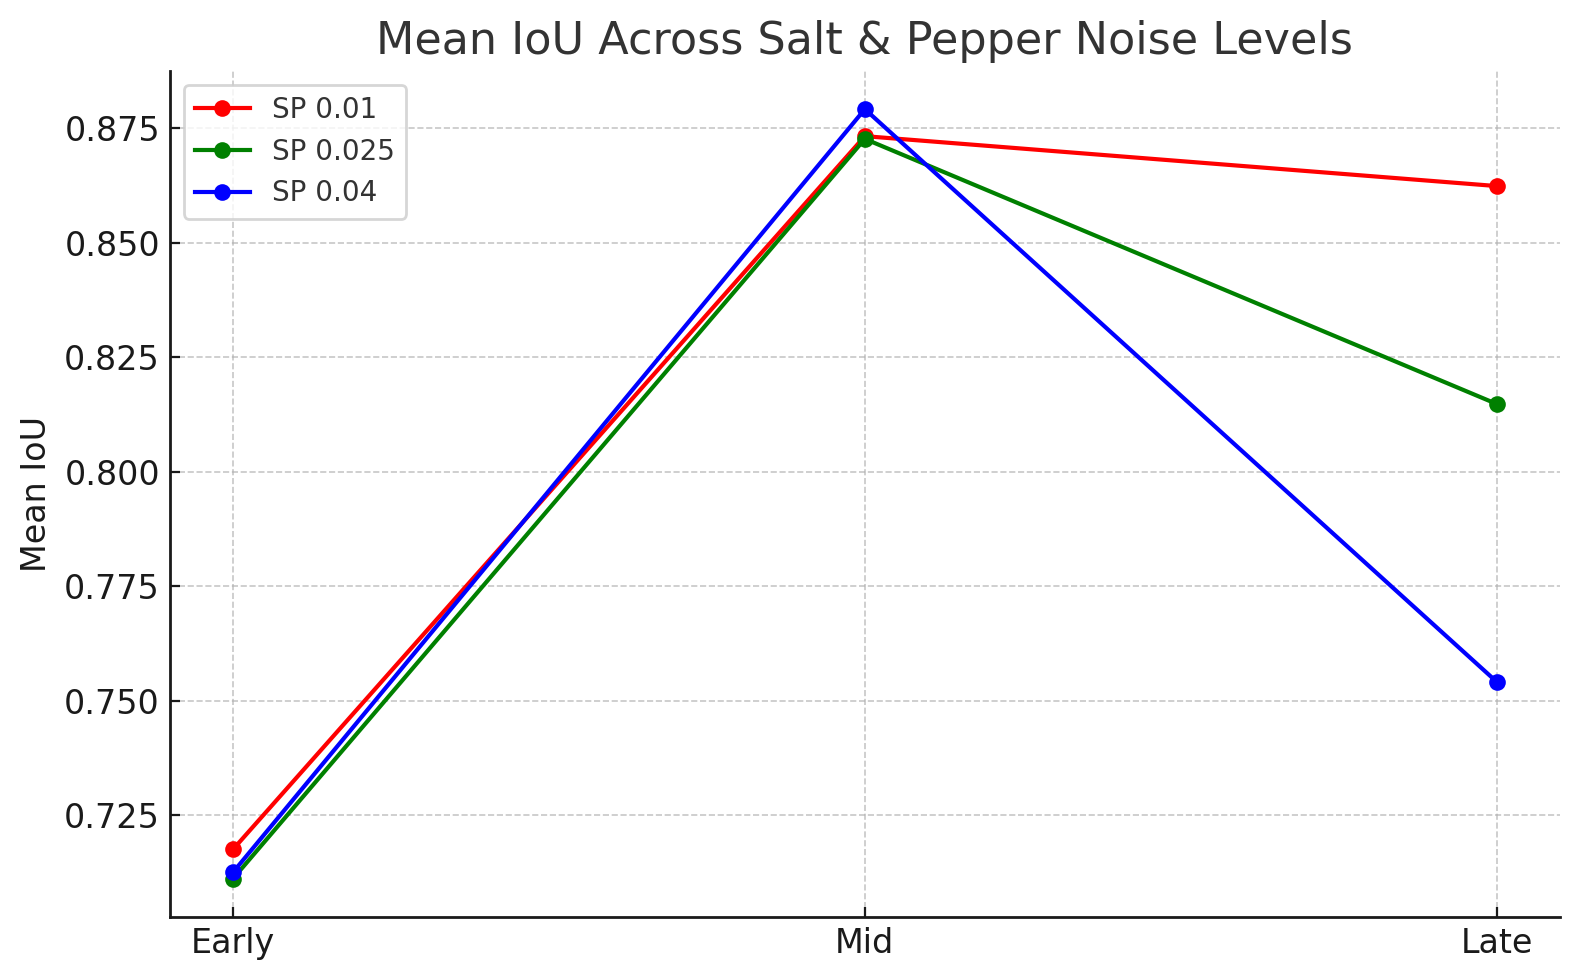 Mean IoU Across Salt & Pepper Noise Levels
SP 0.01
SP 0.025
SP 0.04
Mean IoU
0.875
0.850
0.825
0.800
0.775
0.750
0.725
Early
Mid
Late